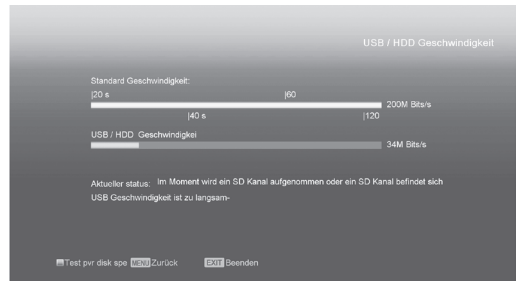 USB / HDD Geschwindigkeit
Standard Geschwindigkeit:
|20 s |60
200M Bits/s
|40 s |120
USB / HDD Geschwindigkei
34M Bits/s
Aktueller status: Im Moment wird ein SD Kanal aufgenommen oder ein SD Kanal befindet sich
USB Geschwindigkeit ist zu langsam-
Test pvr disk spe MENU Zurück EXIT Beenden